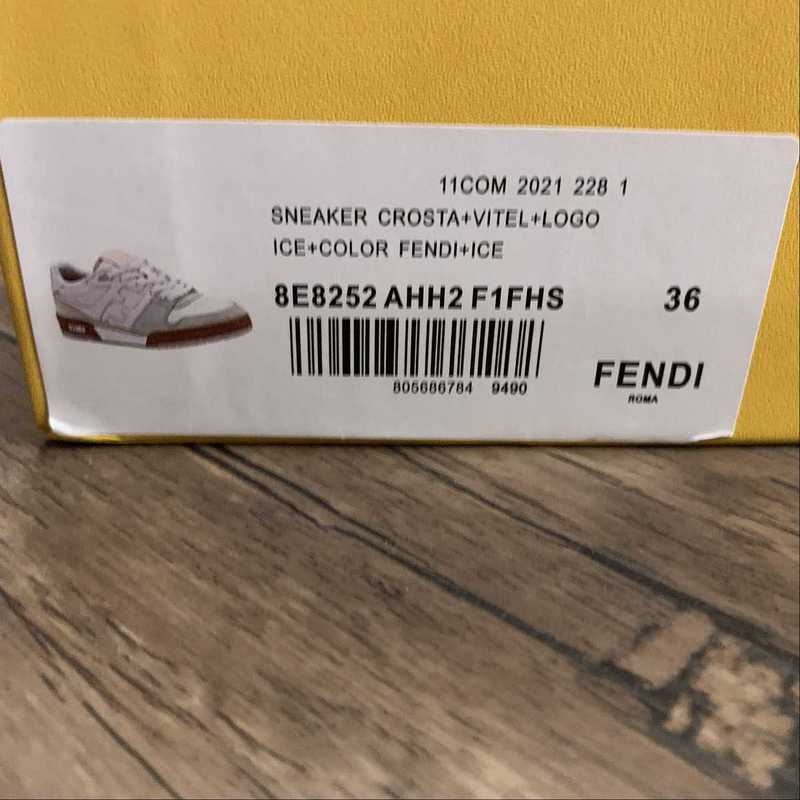 11COM 2021 228 1
SNEAKER CROSTA+VITEL+LOGO
ICE+COLOR FENDI+ICE
8E8252 AHH2 F1FHS 36
805686784 9490
FENDI
ROMA